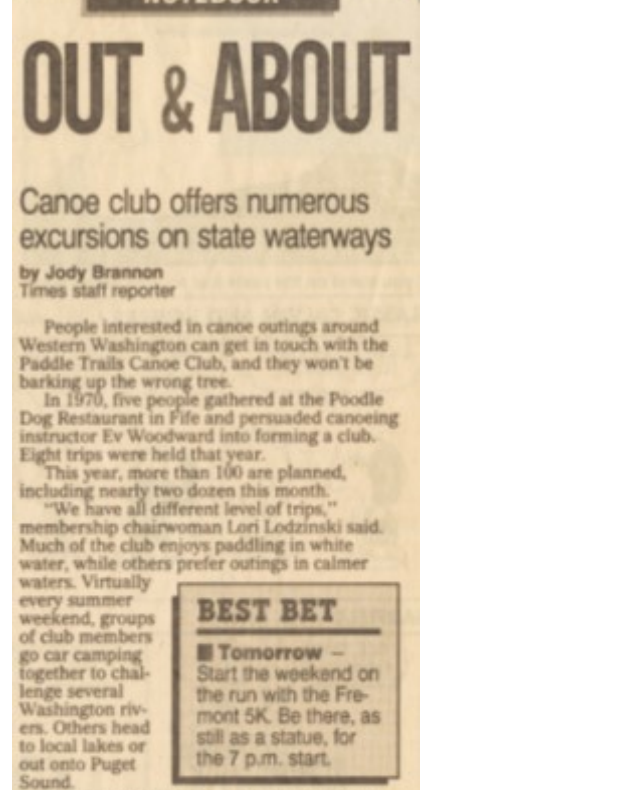 NOTEBOOK
OUT & ABOUT
Canoe club offers numerous
excursions on state waterways
by Jody Brannon
Times staff reporter
People interested in canoe outings around
Western Washington can get in touch with the
Paddle Trails Canoe Club, and they won't be
barking up the wrong tree.
In 1970, five people gathered at the Poodle
Dog Restaurant in Fife and persuaded canoeing
instructor Ev Woodward into forming a club.
Eight trips were held that year.
This year, more than 100 are planned,
including nearly two dozen this month.
"We have all different level of trips,"
membership chairwoman Lori Lodzinski said.
Much of the club enjoys paddling in white
water, while others prefer outings in calmer
waters. Virtually
every summer
weekend, groups
of club members
go car camping
together to chal-
lenge several
Washington riv-
ers. Others head
to local lakes or
out onto Puget
Sound.
BEST BET
■ Tomorrow –
Start the weekend on
the run with the Fre-
mont 5K. Be there, as
still as a statue, for
the 7 p.m. start.